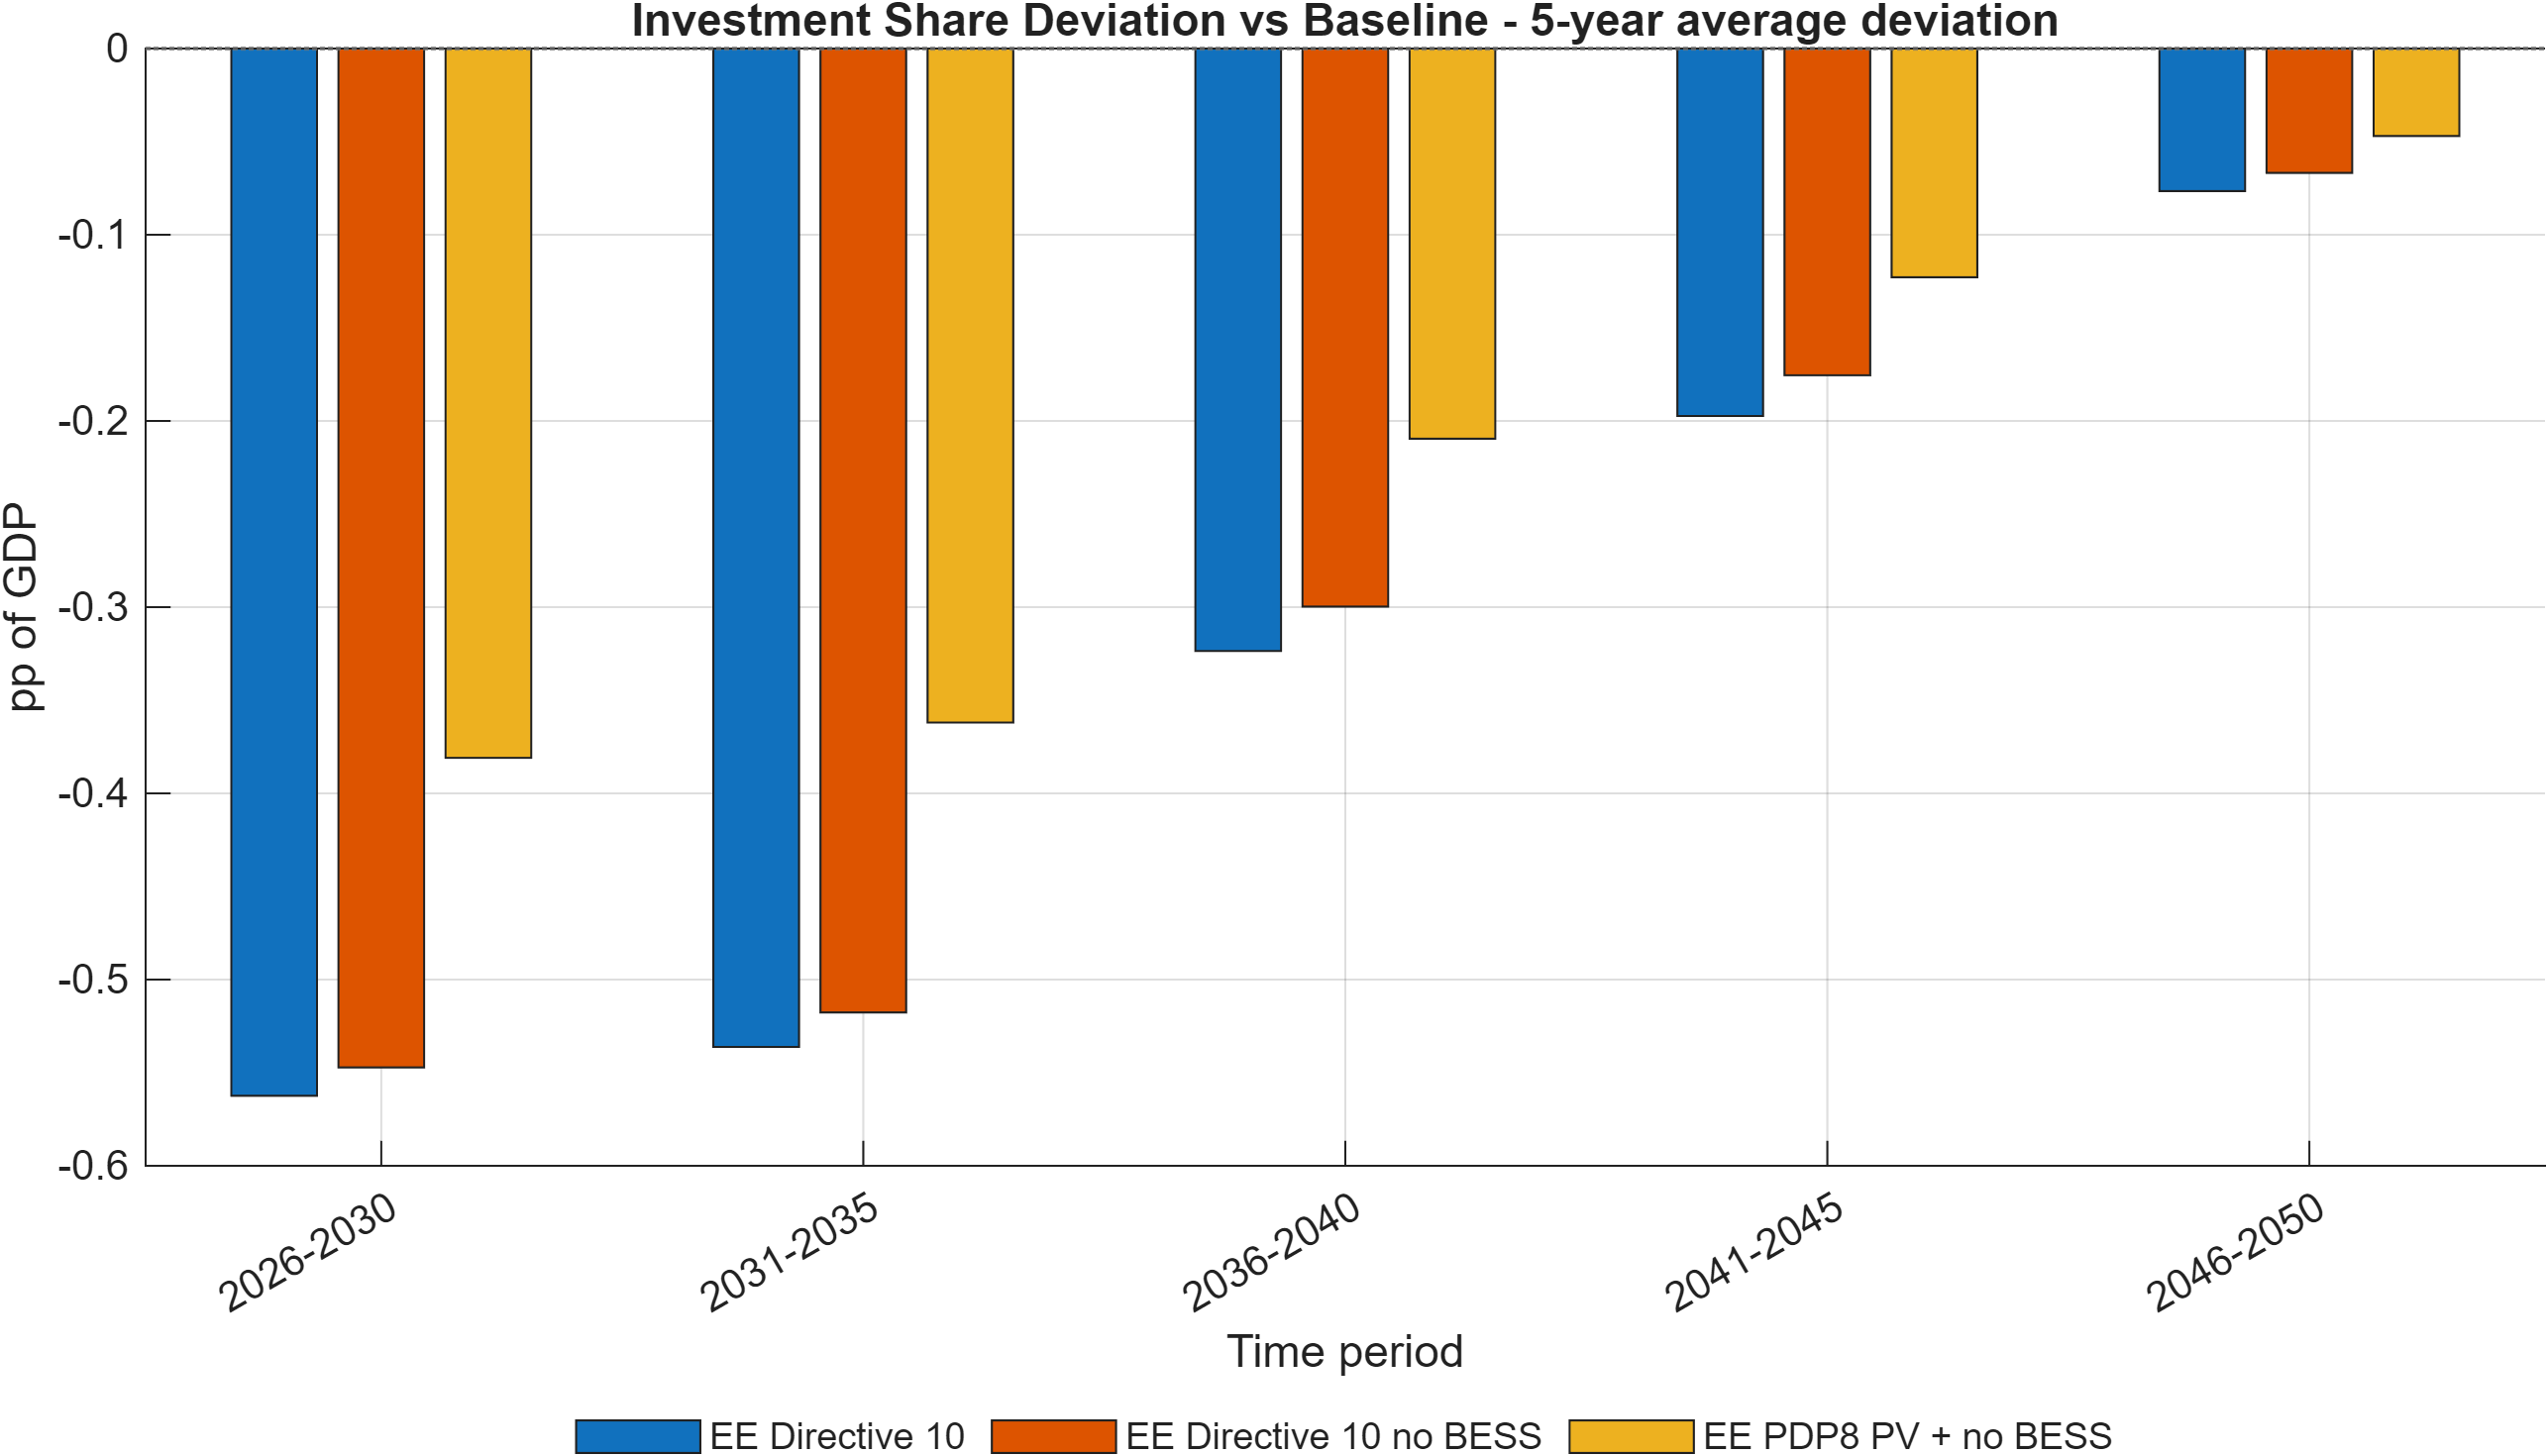 Investment Share Deviation vs Baseline - 5-year average deviation
0
-0.1
-0.2
-0.3
-0.4
-0.5
-0.6
pp of GDP
2026-2030
2031-2035
2036-2040
2041-2045
2046-2050
Time period
EE Directive 10
EE Directive 10 no BESS
EE PDP8 PV + no BESS